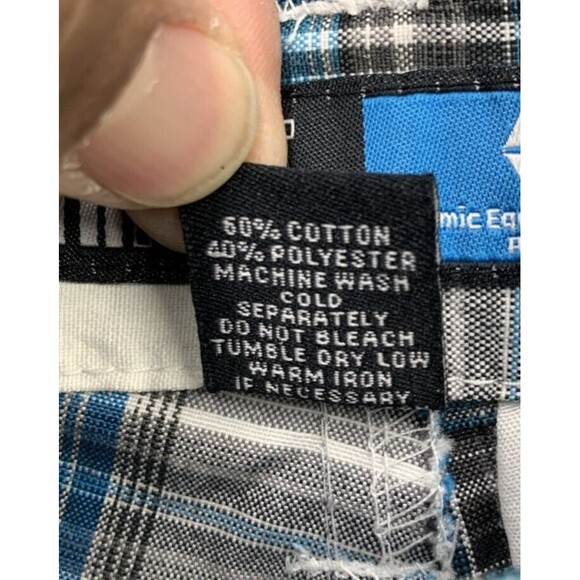 60% COTTON
40% POLYESTER
MACHINE WASH
COLD
SEPARATELY
DO NOT BLEACH
TUMBLE DRY LOW
WARM IRON
IF NECESSARY